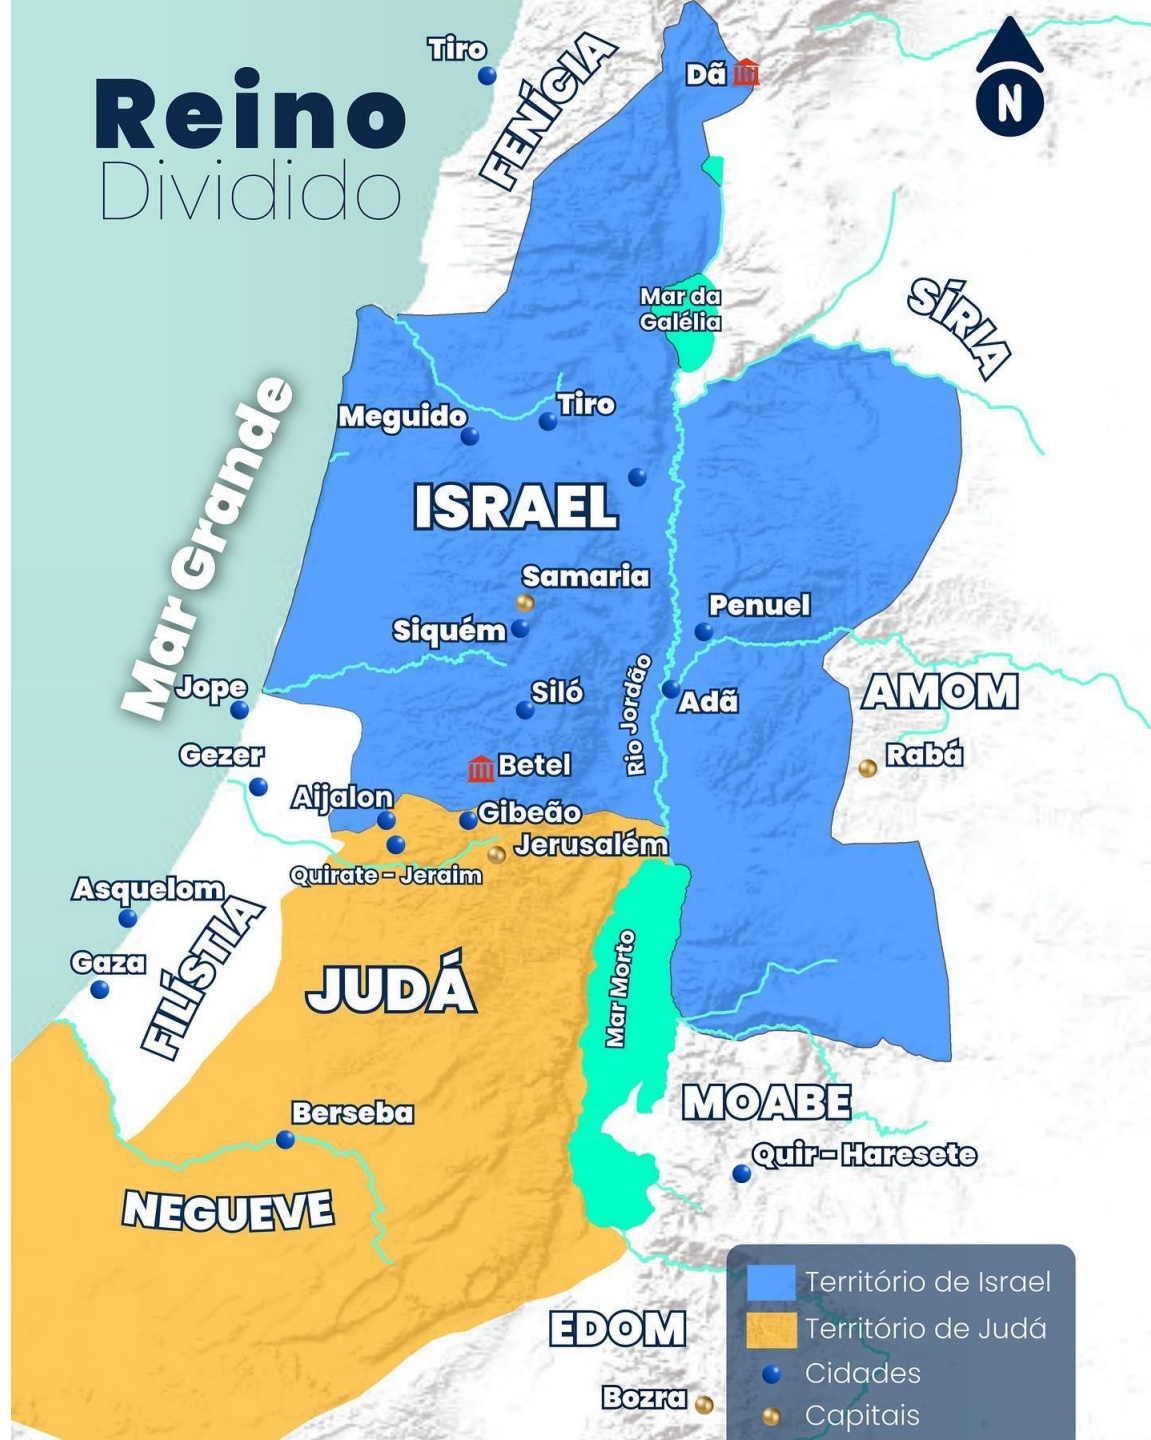 Reino
Dividido
Tiro
FENÍCIA
Dã
N
Mar da
Galélia
SÍRIA
Mar Grande
Meguido
Tiro
ISRAEL
Samaria
Siquém
Penuel
Rio Jordão
Jope
Siló
Adã
AMOM
Rabá
Gezer
Betel
Aijalon
Gibeão
Jerusalém
Quirate - Jeraim
Asquelom
FILÍSTIA
Gaza
JUDÁ
Mar Morto
MOABE
Berseba
Quir - Haresete
NEGUEVE
EDOM
Bozra
Território de Israel
Território de Judá
Cidades
Capitais